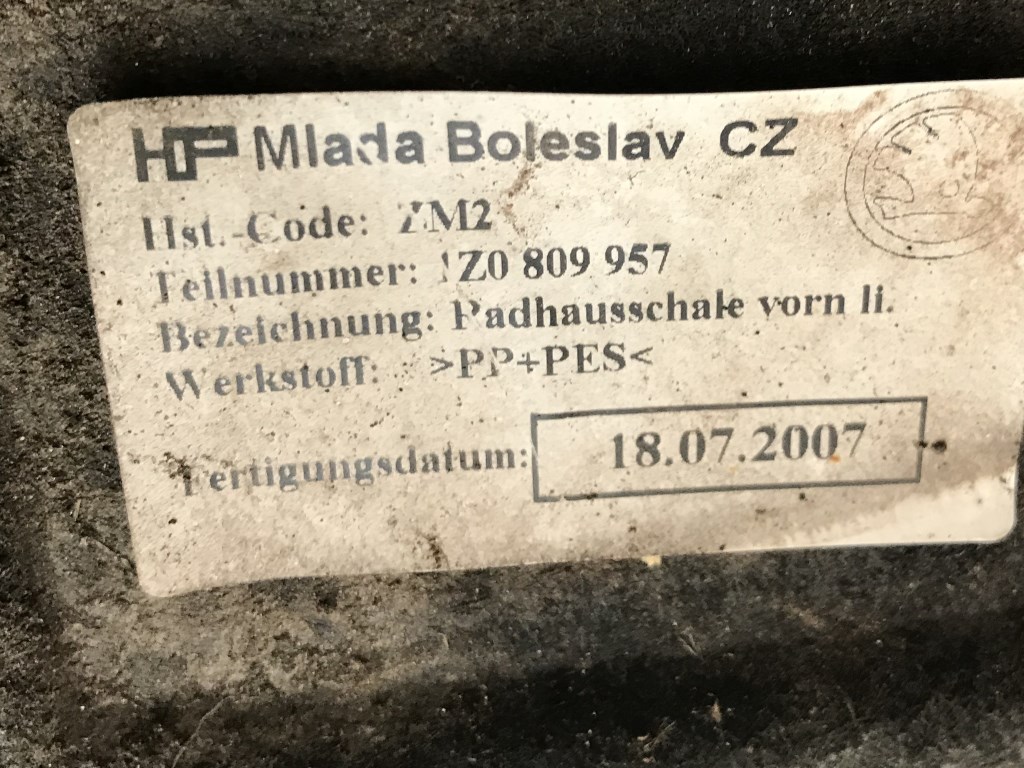 HP Mlada Boleslav CZ
Hst.-Code: ZM2
Teilnummer: 1Z0 809 957
Bezeichnung: Radhausschale vorn li.
Werkstoff: >PP+PES<
Fertigungsdatum: 18.07.2007